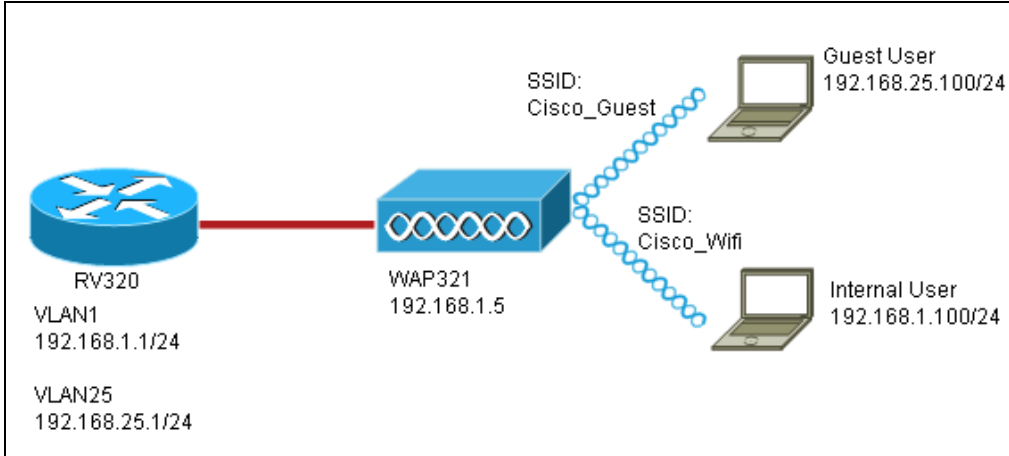 Guest User
192.168.25.100/24
SSID:
Cisco_Guest
SSID:
Cisco_Wifi
RV320
VLAN1
192.168.1.1/24
VLAN25
192.168.25.1/24
WAP321
192.168.1.5
Internal User
192.168.1.100/24